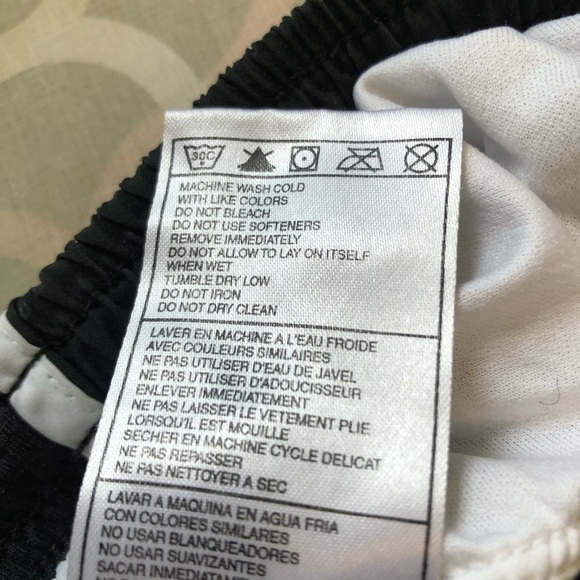 30C
MACHINE WASH COLD
WITH LIKE COLORS
DO NOT BLEACH
DO NOT USE SOFTENERS
REMOVE IMMEDIATELY
DO NOT ALLOW TO LAY ON ITSELF
WHEN WET
TUMBLE DRY LOW
DO NOT IRON
DO NOT DRY CLEAN
LAVER EN MACHINE A L'EAU FROIDE
AVEC COULEURS SIMILAIRES
NE PAS UTILISER D'EAU DE JAVEL
NE PAS UTILISER D'ADOUCISSEUR
ENLEVER IMMEDIATEMENT
NE PAS LAISSER LE VETEMENT PLIE
LORSQU'IL EST MOUILLE
SECHER EN MACHINE CYCLE DELICAT
NE PAS REPASSER
NE PAS NETTOYER A SEC
LAVAR A MAQUINA EN AGUA FRIA
CON COLORES SIMILARES
NO USAR BLANQUEADORES
NO USAR SUAVIZANTES
SACAR INMEDIATAMENTE